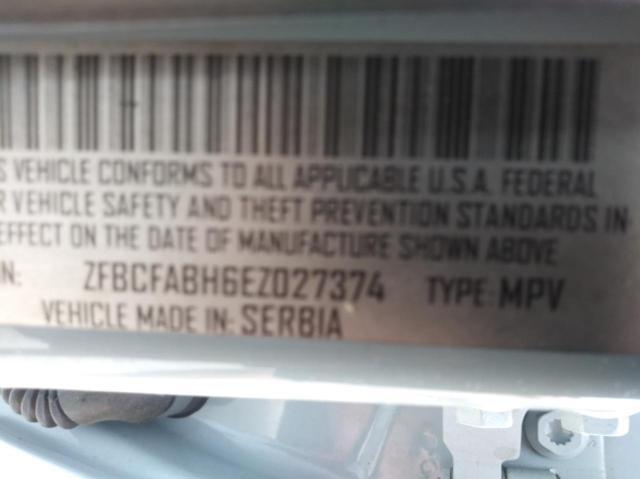 VEHICLE CONFORMS TO ALL APPLICABLE U.S.A. FEDERAL
VEHICLE SAFETY AND THEFT PREVENTION STANDARDS IN
EFFECT ON THE DATE OF MANUFACTURE SHOWN ABOVE
ZFBCFABH6EZ027374 TYPE: MPV
VEHICLE MADE IN: SERBIA